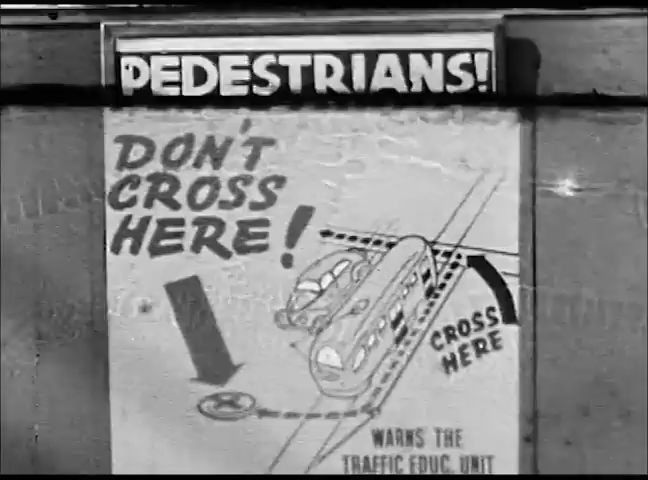 PEDESTRIANS!
DON'T
CROSS
HERE!
CROSS
HERE
WARNS THE
TRAFFIC EDUC. UNIT